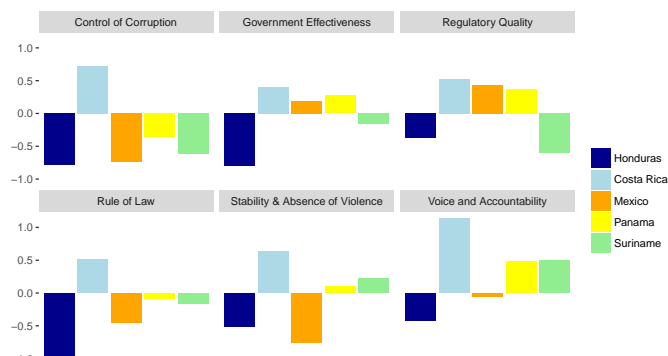 Control of Corruption
Government Effectiveness
Regulatory Quality
1.0
0.5
0.0
−0.5
−1.0
Rule of Law
Stability & Absence of Violence
Voice and Accountability
1.0
0.5
0.0
−0.5
Honduras
Costa Rica
Mexico
Panama
Suriname